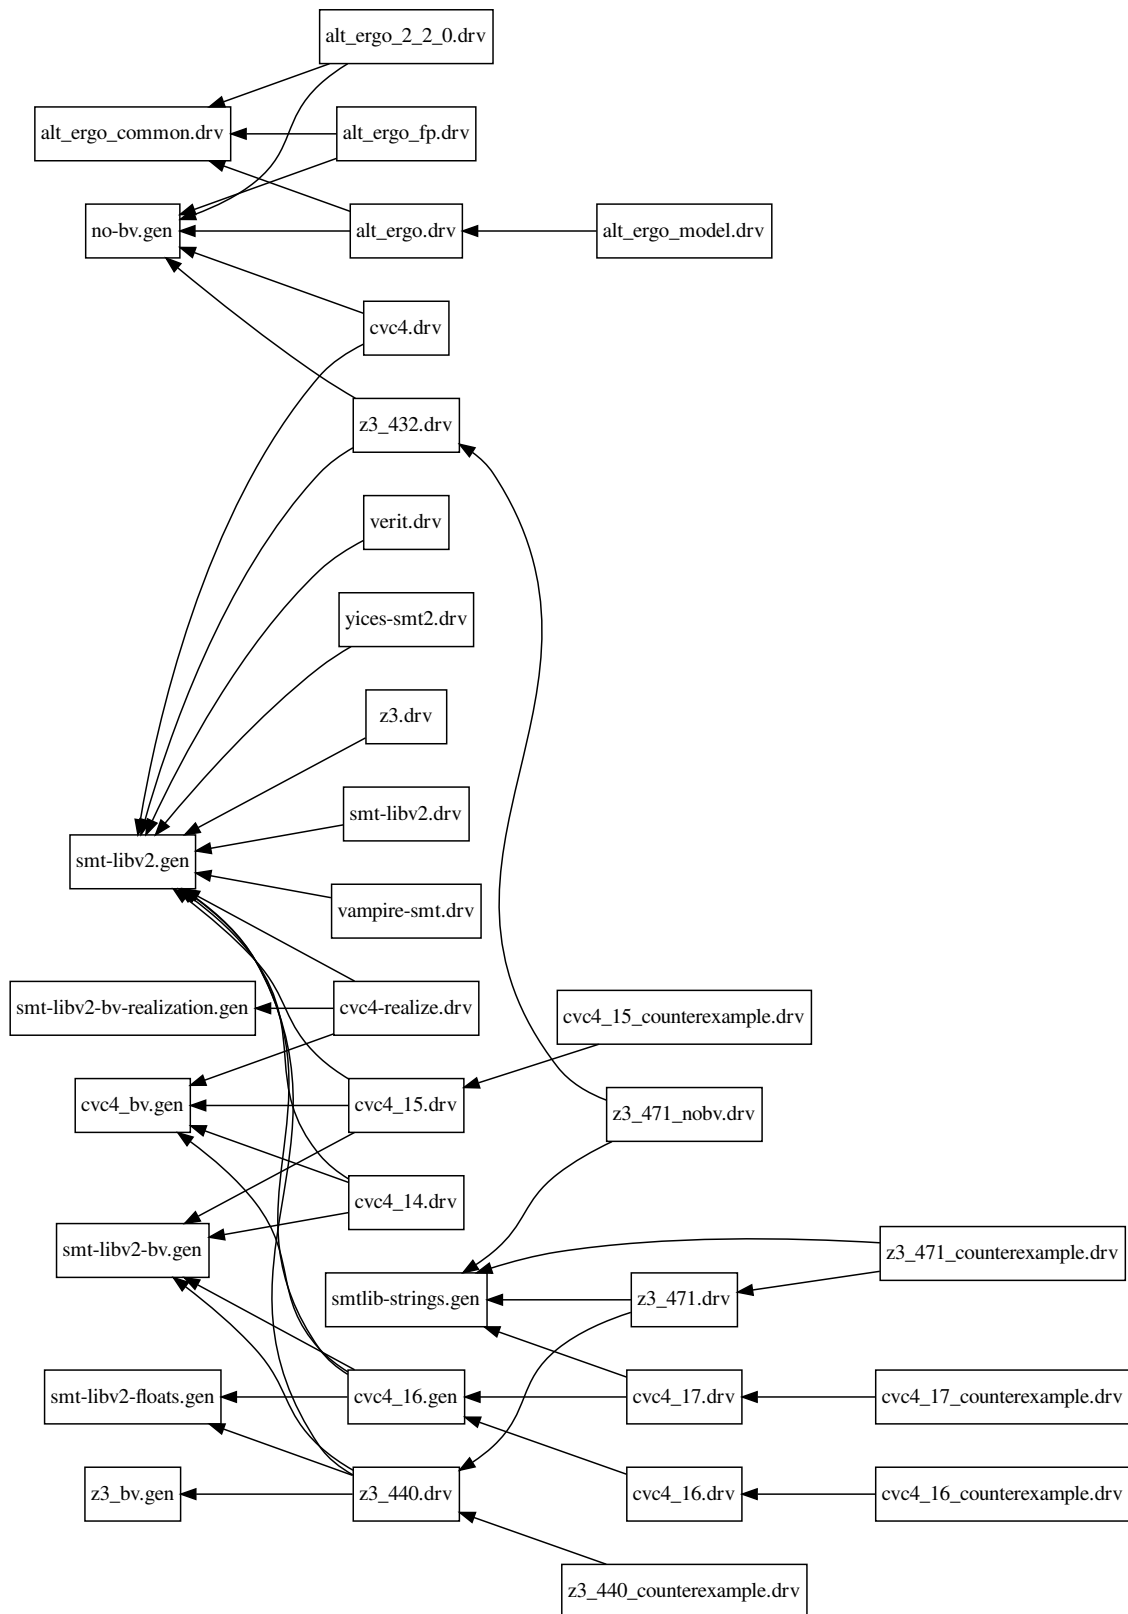 alt_ergo_2_2_0.drv
alt_ergo_common.drv
alt_ergo_fp.drv
no-bv.gen
alt_ergo.drv
alt_ergo_model.drv
cvc4.drv
z3_432.drv
verit.drv
yices-smt2.drv
z3.drv
smt-libv2.drv
smt-libv2.gen
vampire-smt.drv
smt-libv2-bv-realization.gen
cvc4-realize.drv
cvc4_15_counterexample.drv
cvc4_bv.gen
cvc4_15.drv
z3_471_nobv.drv
cvc4_14.drv
smt-libv2-bv.gen
z3_471_counterexample.drv
smtlib-strings.gen
z3_471.drv
smt-libv2-floats.gen
cvc4_16.gen
cvc4_17.drv
cvc4_17_counterexample.drv
z3_bv.gen
z3_440.drv
cvc4_16.drv
cvc4_16_counterexample.drv
z3_440_counterexample.drv